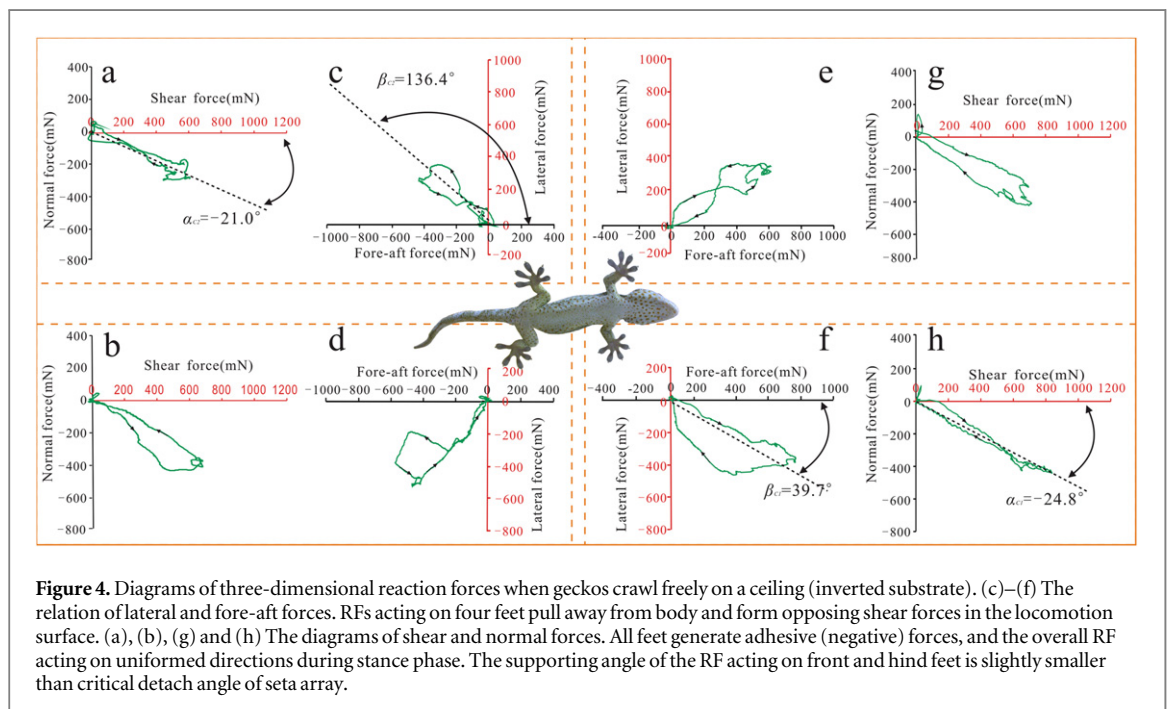 a
400
200
0
−200
−400
−600
−800
Normal force(mN)
Shear force(mN)
0 200 400 600 800 1000 1200
αCI=−21.0°
c
βCI=136.4°
1000
800
600
400
200
0
−200
Lateral force(mN)
−1000 −800 −600 −400 −200 0 200 400
Fore-aft force(mN)
e
1000
800
600
400
200
0
−200
Lateral force(mN)
-400 -200 0 200 400 600 800 1000
Fore-aft force(mN)
g
400
200
0
−200
−400
−600
−800
Normal force(mN)
Shear force(mN)
0 200 400 600 800 1000 1200
b
400
200
0
−200
−400
−600
−800
Normal force(mN)
Shear force(mN)
0 200 400 600 800 1000 1200
d
Fore-aft force(mN)
−1000 −800 −600 −400 −200 0 200 400
200
0
−200
−400
−600
−800
Lateral force(mN)
f
Fore-aft force(mN)
-400 -200 0 200 400 600 800 1000
200
0
−200
−400
−600
−800
Lateral force(mN)
βCI=39.7°
h
400
200
0
−200
−400
−600
−800
Normal force(mN)
Shear force(mN)
0 200 400 600 800 1000 1200
αCI=−24.8°
Figure 4. Diagrams of three-dimensional reaction forces when geckos crawl freely on a ceiling (inverted substrate). (c)–(f) The
relation of lateral and fore-aft forces. RFs acting on four feet pull away from body and form opposing shear forces in the locomotion
surface. (a), (b), (g) and (h) The diagrams of shear and normal forces. All feet generate adhesive (negative) forces, and the overall RF
acting on uniformed directions during stance phase. The supporting angle of the RF acting on front and hind feet is slightly smaller
than critical detach angle of seta array.